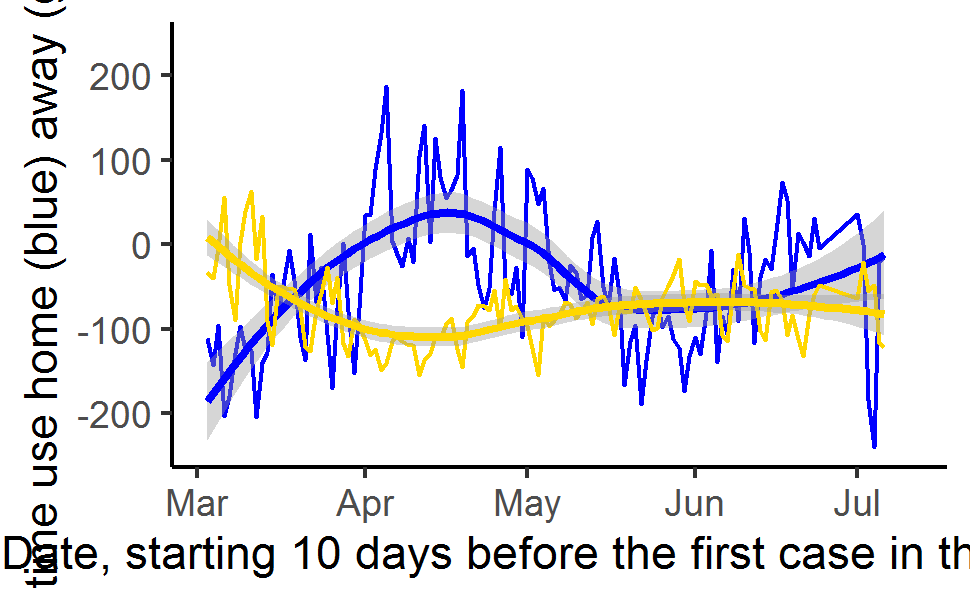 time use home (blue) away (
200
100
0
-100
-200
Mar Apr May Jun Jul
Date, starting 10 days before the first case in th